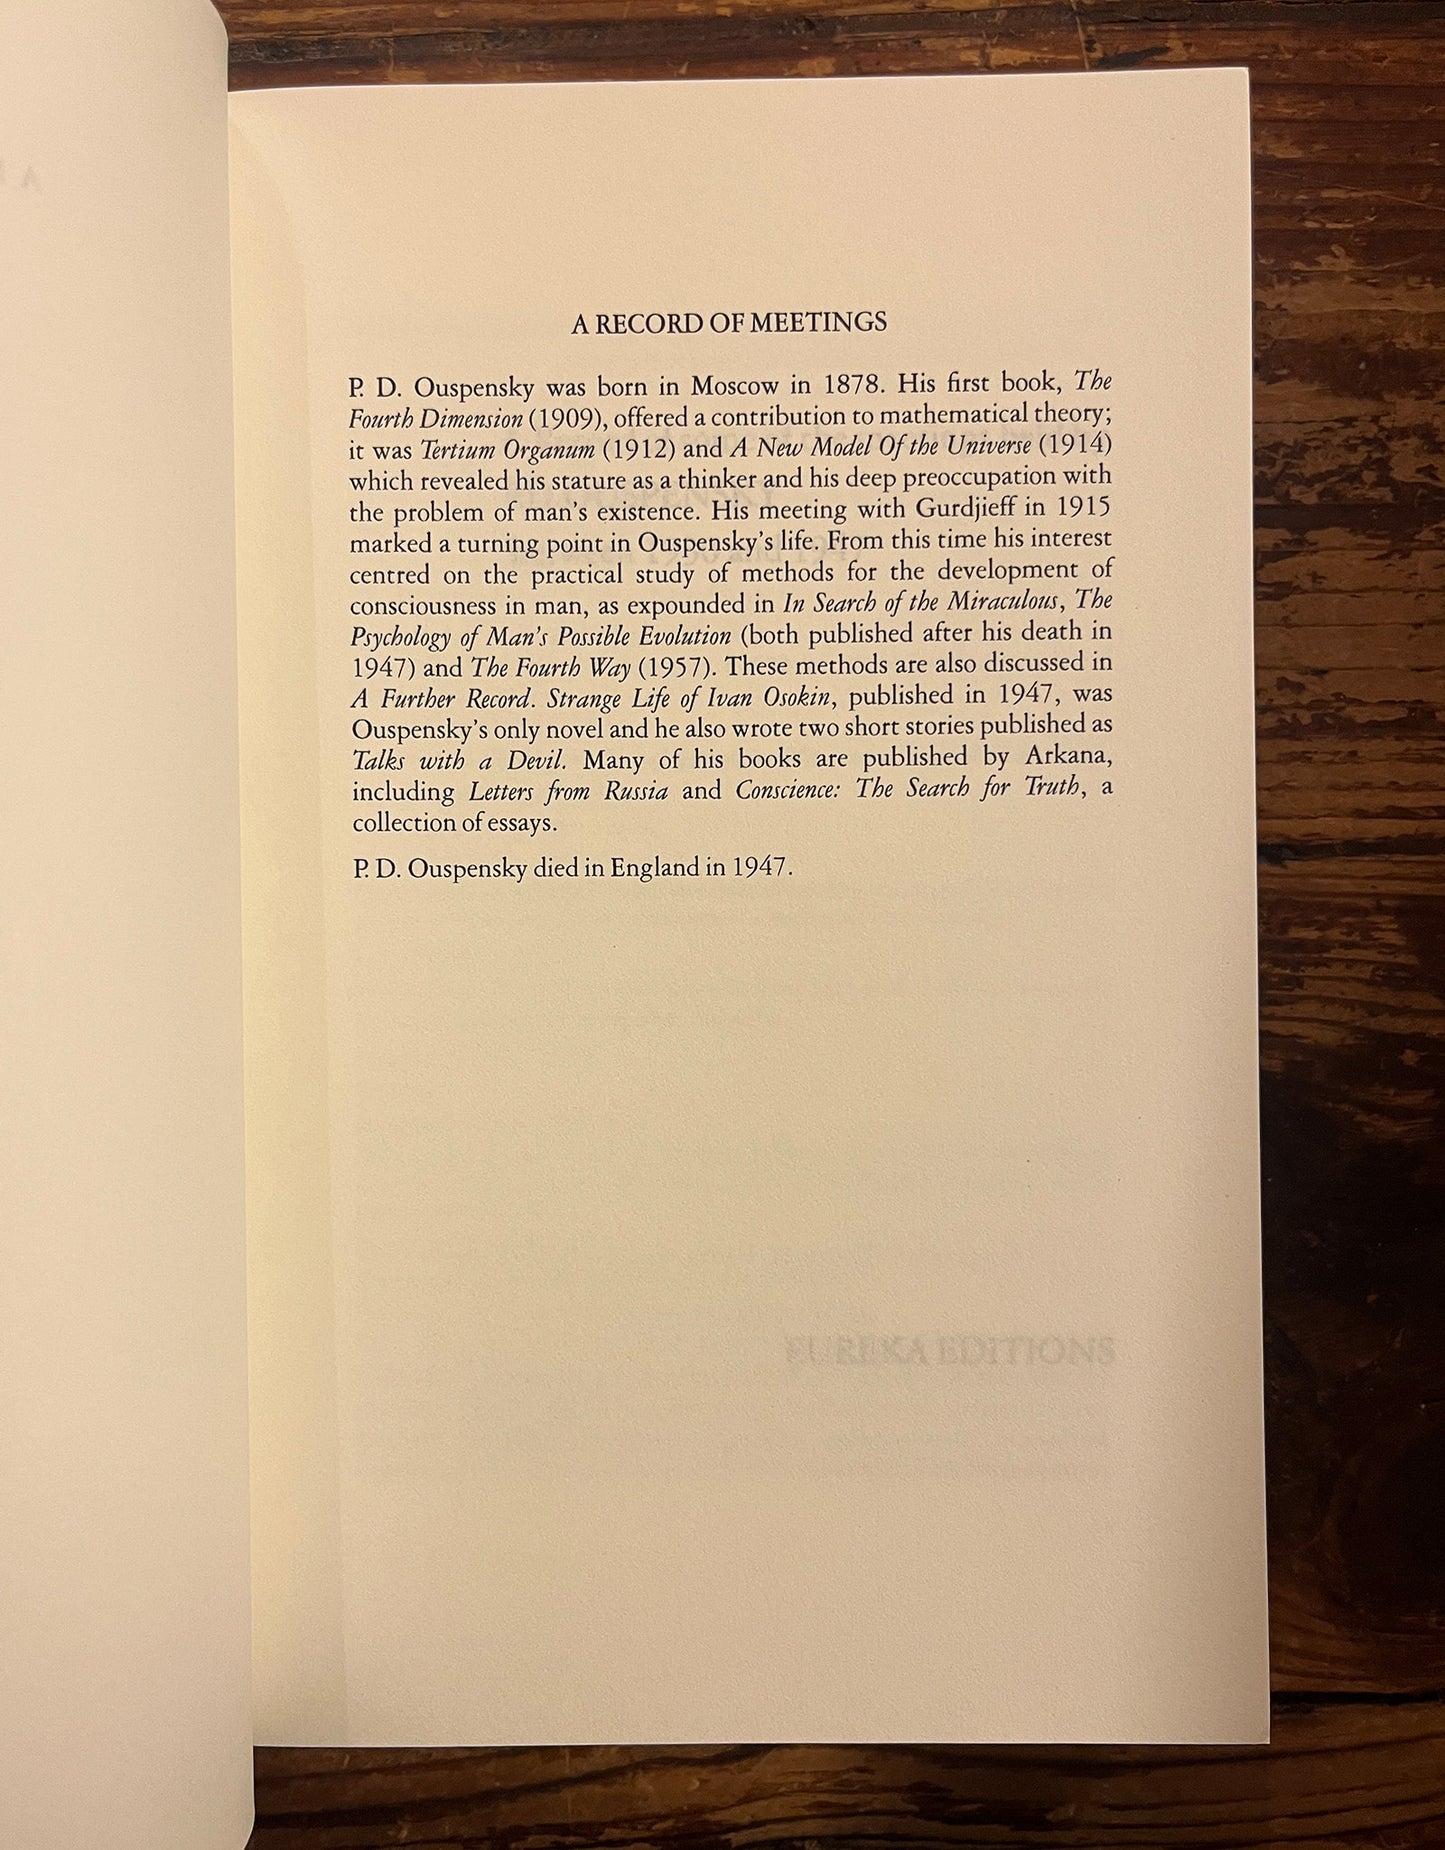 A RECORD OF MEETINGS
P. D. Ouspensky was born in Moscow in 1878. His first book, The
Fourth Dimension (1909), offered a contribution to mathematical theory;
it was Tertium Organum (1912) and A New Model Of the Universe (1914)
which revealed his stature as a thinker and his deep preoccupation with
the problem of man's existence. His meeting with Gurdjieff in 1915
marked a turning point in Ouspensky's life. From this time his interest
centred on the practical study of methods for the development of
consciousness in man, as expounded in In Search of the Miraculous, The
Psychology of Man's Possible Evolution (both published after his death in
1947) and The Fourth Way (1957). These methods are also discussed in
A Further Record. Strange Life of Ivan Osokin, published in 1947, was
Ouspensky's only novel and he also wrote two short stories published as
Talks with a Devil. Many of his books are published by Arkana,
including Letters from Russia and Conscience: The Search for Truth, a
collection of essays.
P. D. Ouspensky died in England in 1947.
EUREKA EDITIONS